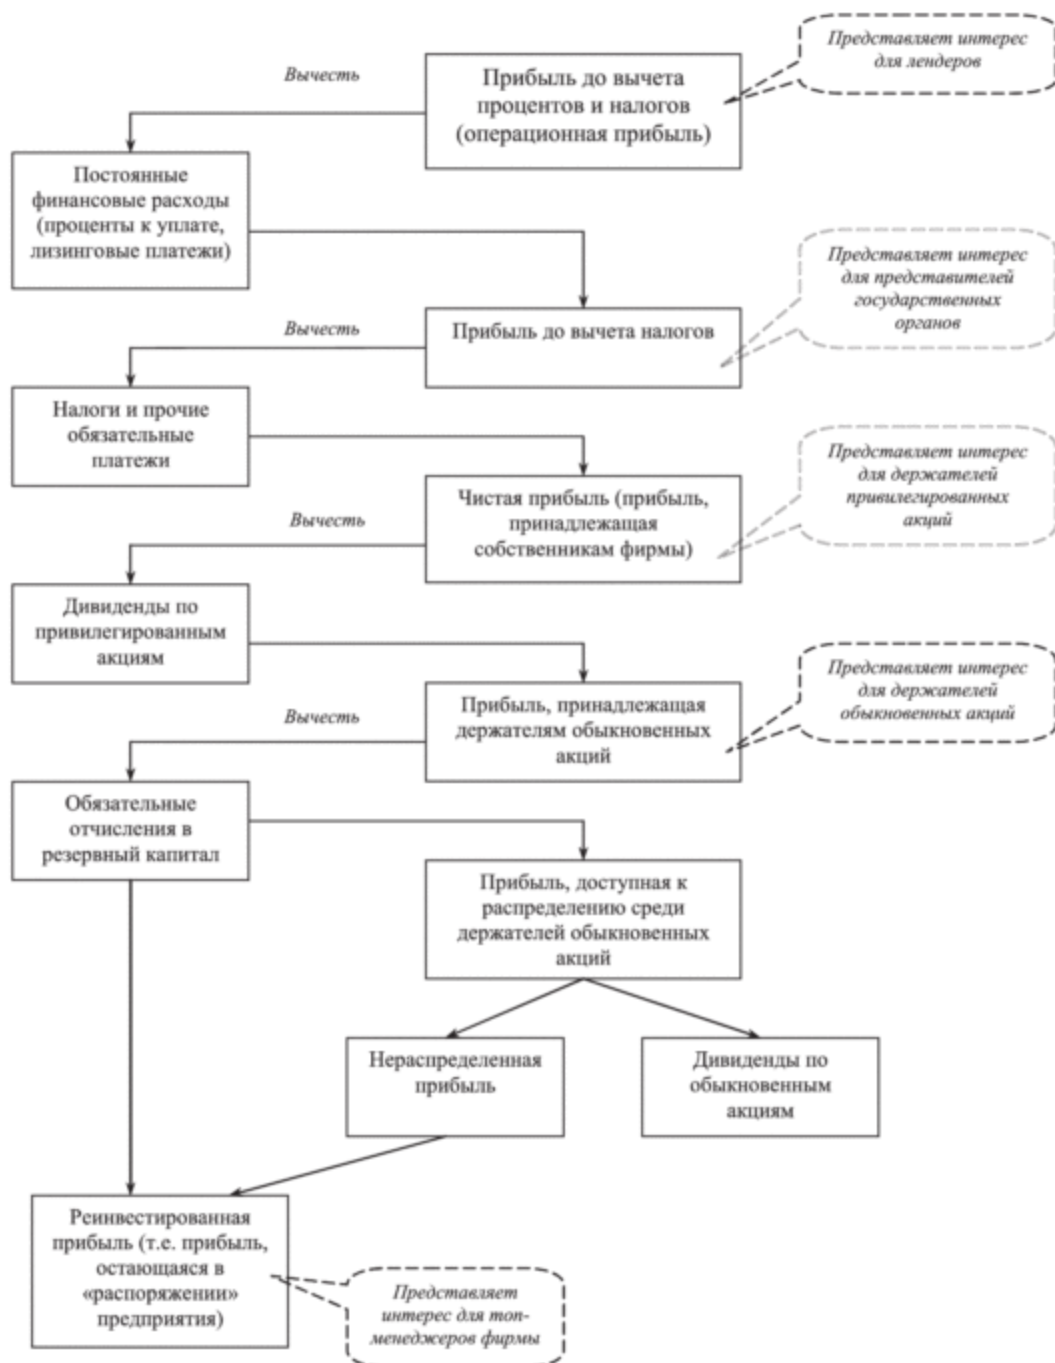 Представляет интерес
для лендеров
Вычесть
Прибыль до вычета
процентов и налогов
(операционная прибыль)
Постоянные
финансовые расходы
(проценты к уплате,
лизинговые платежи)
Представляет интерес
для представителей
государственных
органов
Вычесть
Прибыль до вычета налогов
Налоги и прочие
обязательные
платежи
Представляет интерес
для держателей
привилегированных
акций
Вычесть
Чистая прибыль (прибыль,
принадлежащая
собственникам фирмы)
Дивиденды по
привилегированным
акциям
Представляет интерес
для держателей
обыкновенных акций
Вычесть
Прибыль, принадлежащая
держателям обыкновенных
акций
Обязательные
отчисления в
резервный капитал
Прибыль, доступная к
распределению среди
держателей обыкновенных
акций
Нераспределенная
прибыль
Дивиденды по
обыкновенным
акциям
Реинвестированная
прибыль (т.е. прибыль,
остающаяся в
«распоряжении»
предприятия)
Представляет
интерес для топ-
менеджеров фирмы